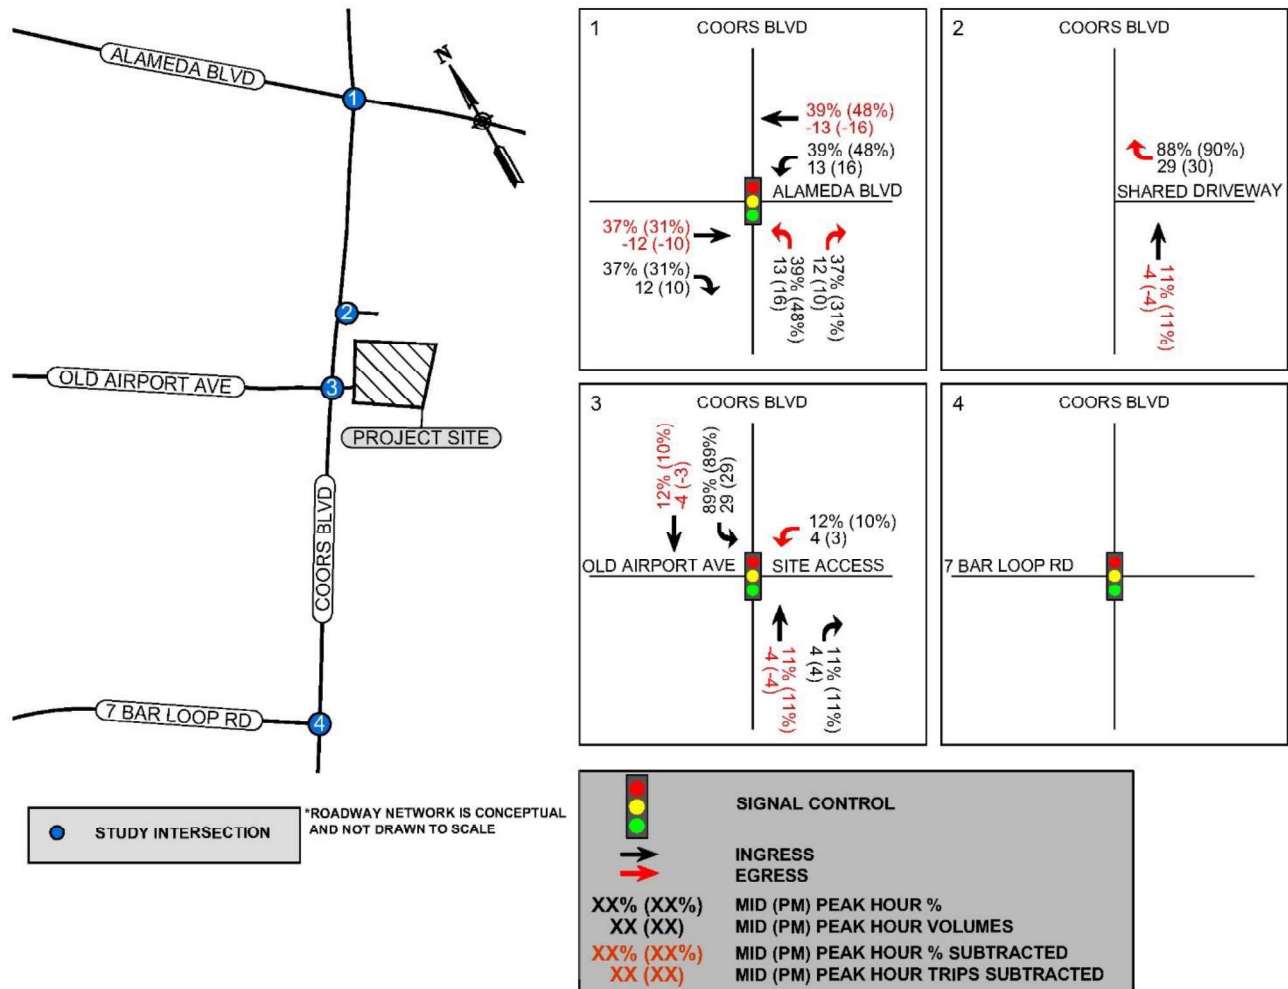 ALAMEDA BLVD
N
1
2
OLD AIRPORT AVE
3
PROJECT SITE
COORS BLVD
7 BAR LOOP RD
4
STUDY INTERSECTION
*ROADWAY NETWORK IS CONCEPTUAL
AND NOT DRAWN TO SCALE
1
COORS BLVD
39% (48%)
-13 (-16)
39% (48%)
13 (16)
ALAMEDA BLVD
37% (31%)
-12 (-10)
37% (31%)
12 (10)
39% (48%)
13 (16)
37% (31%)
12 (10)
2
COORS BLVD
88% (90%)
29 (30)
SHARED DRIVEWAY
11% (11%)
-4 (-4)
3
COORS BLVD
12% (10%)
-4 (-3)
89% (89%)
29 (29)
12% (10%)
4 (3)
OLD AIRPORT AVE
SITE ACCESS
11% (11%)
-4 (-4)
11% (11%)
4 (4)
4
COORS BLVD
7 BAR LOOP RD
SIGNAL CONTROL
INGRESS
EGRESS
XX% (XX%) MID (PM) PEAK HOUR %
XX (XX) MID (PM) PEAK HOUR VOLUMES
XX% (XX%) MID (PM) PEAK HOUR % SUBTRACTED
XX (XX) MID (PM) PEAK HOUR TRIPS SUBTRACTED